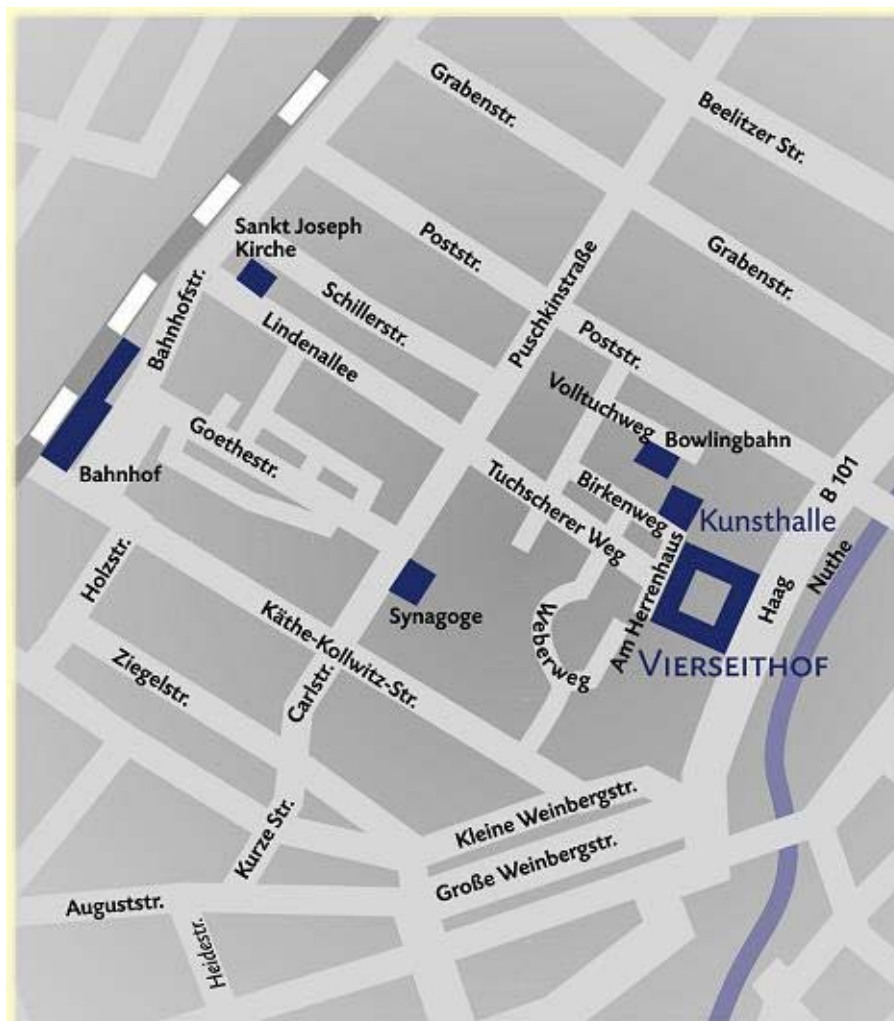 Grabenstr.
Beelitzer Str.
Sankt Joseph
Kirche
Poststr.
Grabenstr.
Puschkinstraße
Bahnhofstr.
Schillerstr.
Lindenallee
Poststr.
Volltuchweg
Bowlingbahn
Goethestr.
Bahnhof
Tuchscherer Weg
Birkenweg
B 101
Kunsthalle
Nuthe
Holzstr.
Synagoge
Käthe-Kollwitz-Str.
Weberweg
Am Herrenhaus
Haag
VIERSEITHOF
Ziegelstr.
Carlstr.
Kleine Weinbergstr.
Kurze Str.
Große Weinbergstr.
Auguststr.
Heidestr.